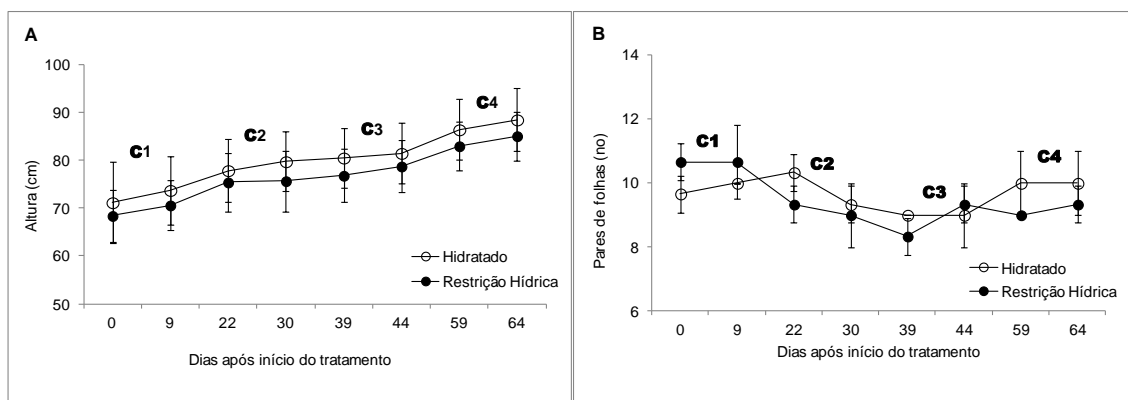 A
Altura (cm)
100
90
80
70
60
50
C1
C2
C3
C4
Hidratado
Restrição Hídrica
0 9 22 30 39 44 59 64
Dias após início do tratamento
B
Pares de folhas (no)
14
12
10
8
6
C1
C2
C3
C4
Hidratado
Restrição Hídrica
0 9 22 30 39 44 59 64
Dias após início do tratamento